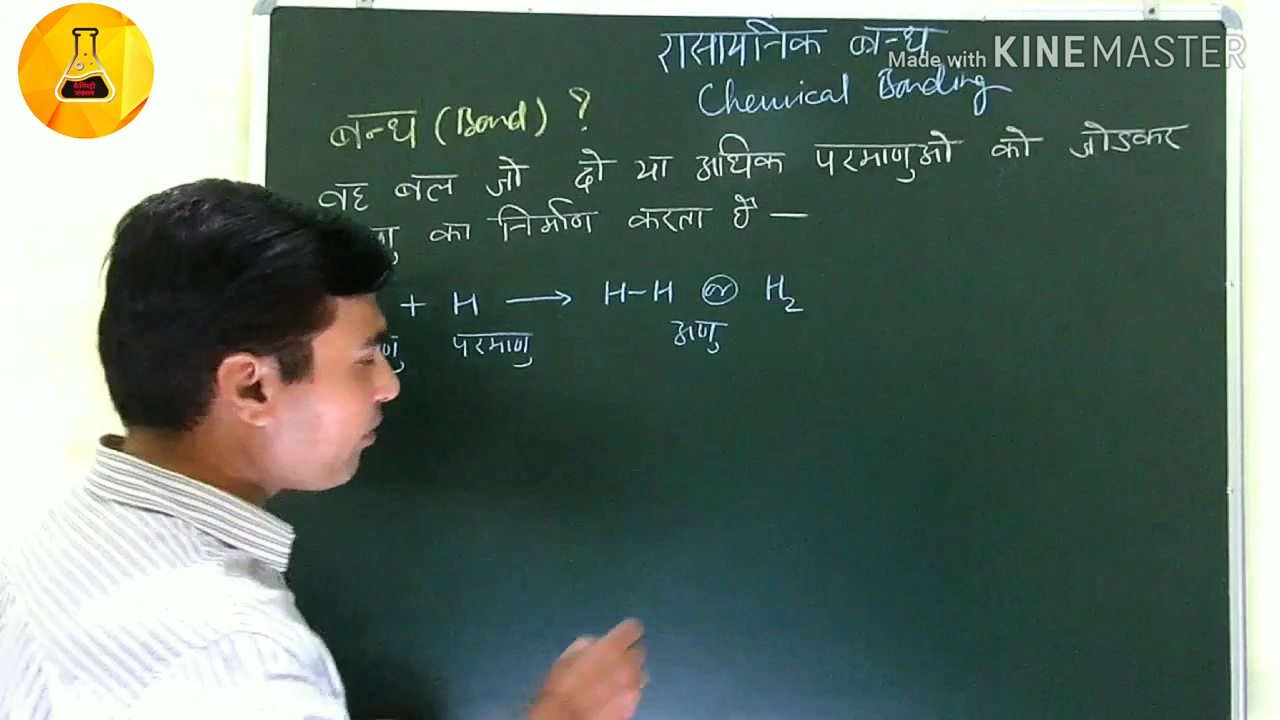 रासायनिक बन्ध
Made with KINEMASTER
Chemical Bonding
बन्ध (Bond) ?
वह बल जो दो या अधिक परमाणुओ को जोडकर
का निर्माण करता है —
+ H ⟶ H-H or H2
परमाणु अणु
कैमिस्ट्री